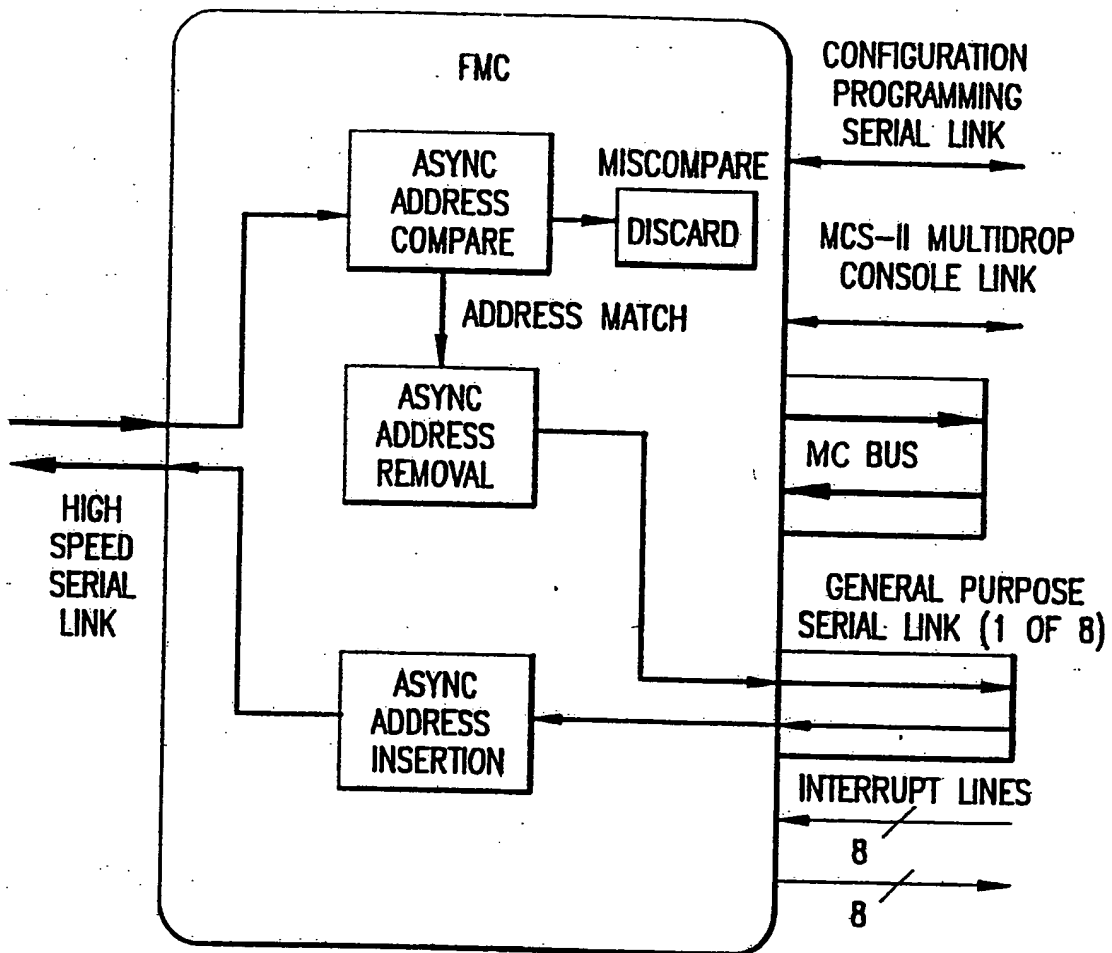 FMC
ASYNC
ADDRESS
COMPARE
MISCOMPARE
DISCARD
ADDRESS MATCH
ASYNC
ADDRESS
REMOVAL
ASYNC
ADDRESS
INSERTION
HIGH
SPEED
SERIAL
LINK
CONFIGURATION
PROGRAMMING
SERIAL LINK
MCS-II MULTIDROP
CONSOLE LINK
MC BUS
GENERAL PURPOSE
SERIAL LINK (1 OF 8)
INTERRUPT LINES
8
8